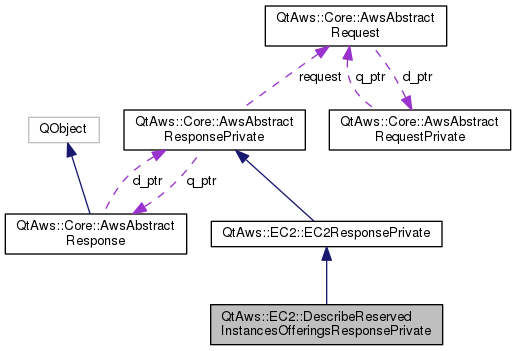 QtAws::Core::AwsAbstract
Request
request
q_ptr
d_ptr
QObject
QtAws::Core::AwsAbstract
ResponsePrivate
QtAws::Core::AwsAbstract
RequestPrivate
d_ptr
q_ptr
QtAws::Core::AwsAbstract
Response
QtAws::EC2::EC2ResponsePrivate
QtAws::EC2::DescribeReserved
InstancesOfferingsResponsePrivate